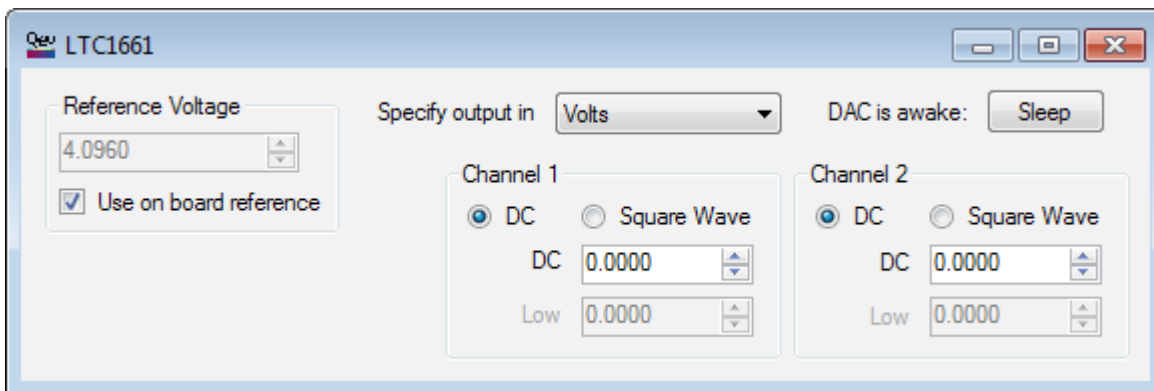 Qev LTC1661
Reference Voltage
4.0960
Use on board reference
Specify output in Volts
DAC is awake: Sleep
Channel 1
DC Square Wave
DC 0.0000
Low 0.0000
Channel 2
DC Square Wave
DC 0.0000
Low 0.0000